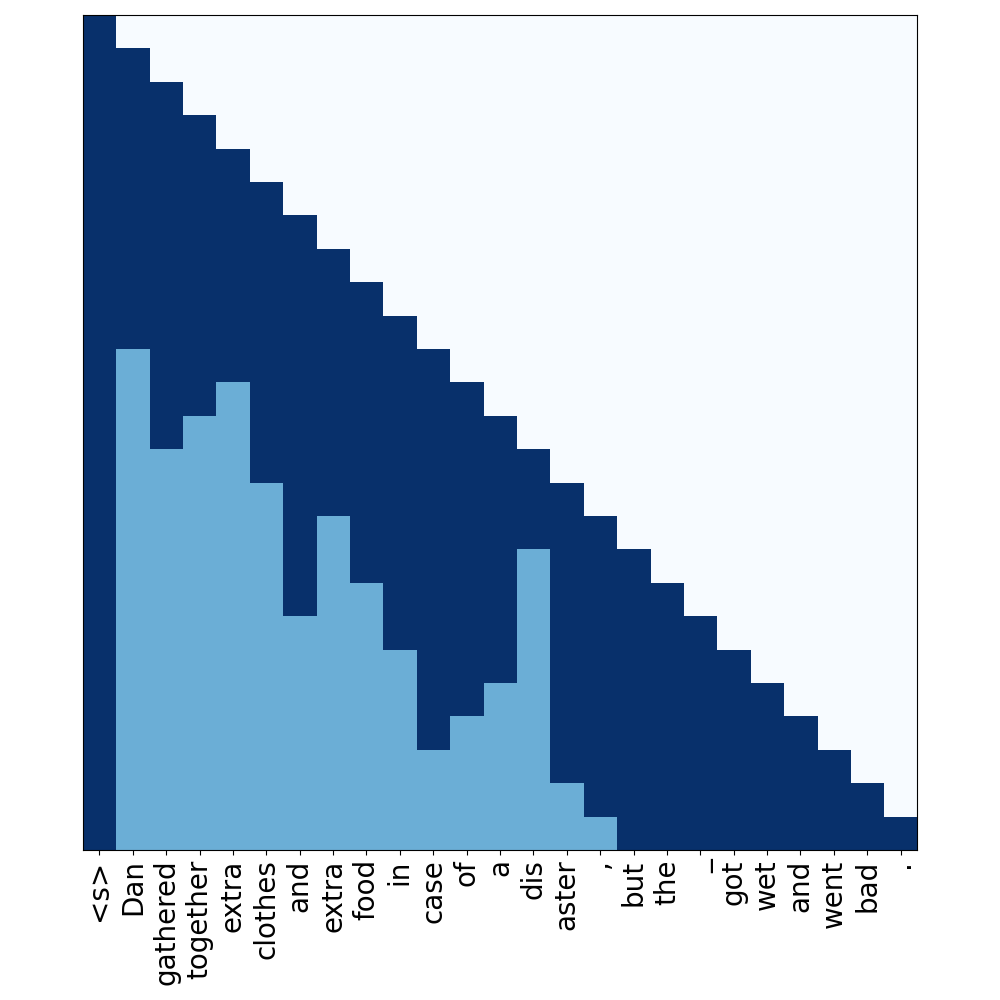 <s>
Dan
gathered
together
extra
clothes
and
extra
food
in
case
of
a
dis
aster
,
but
the
_
got
wet
and
went
bad
.